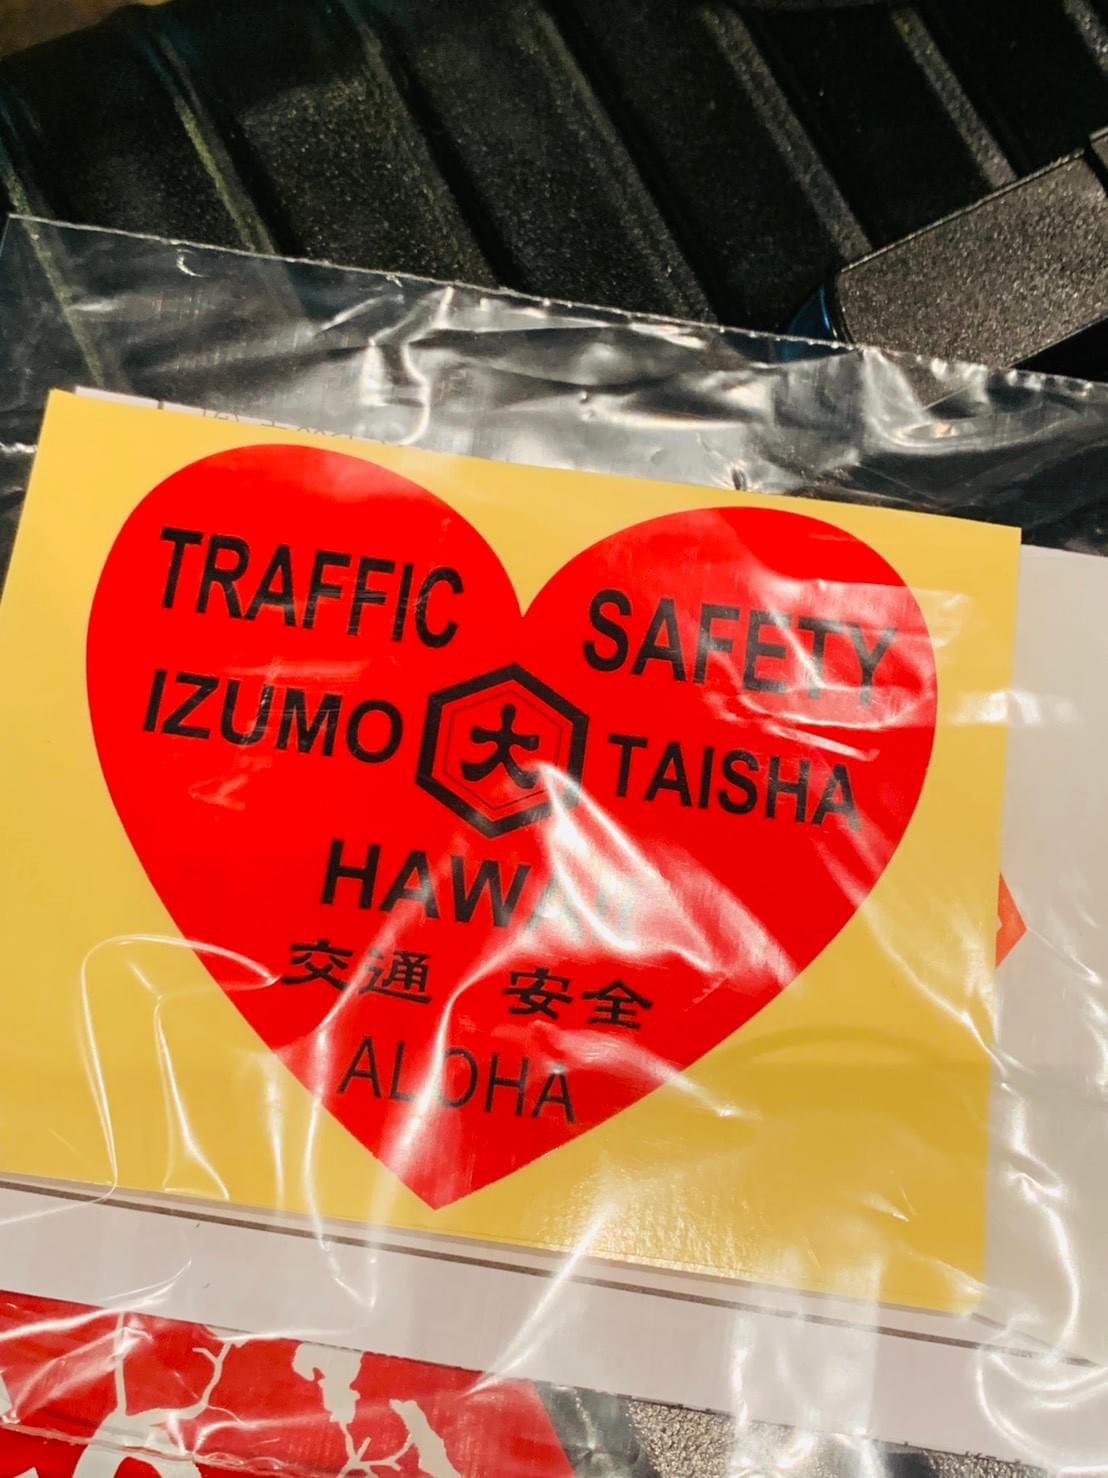 TRAFFIC SAFETY
IZUMO 大 TAISHA
HAWAII
交通 安全
ALOHA